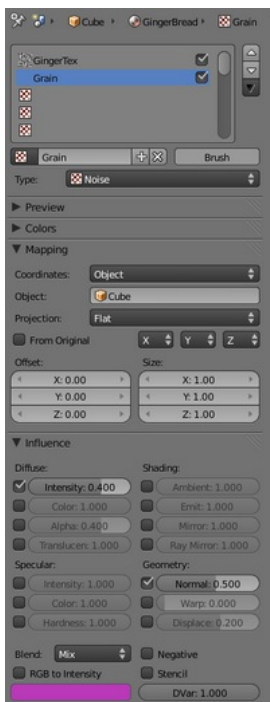 Cube GingerBread Grain
GingerTex
Grain
Grain Brush
Type: Noise
Preview
Colors
Mapping
Coordinates: Object
Object: Cube
Projection: Flat
From Original X Y Z
Offset: Size:
X: 0.00 X: 1.00
Y: 0.00 Y: 1.00
Z: 0.00 Z: 1.00
Influence
Diffuse: Shading:
Intensity: 0.400 Ambient: 1.000
Color: 1.000 Emit: 1.000
Alpha: 0.400 Mirror: 1.000
Translucen: 1.000 Ray Mirror: 1.000
Specular: Geometry:
Intensity: 1.000 Normal: 0.500
Color: 1.000 Warp: 0.000
Hardness: 1.000 Displace: 0.200
Blend: Mix Negative
RGB to Intensity Stencil
DVar: 1.000